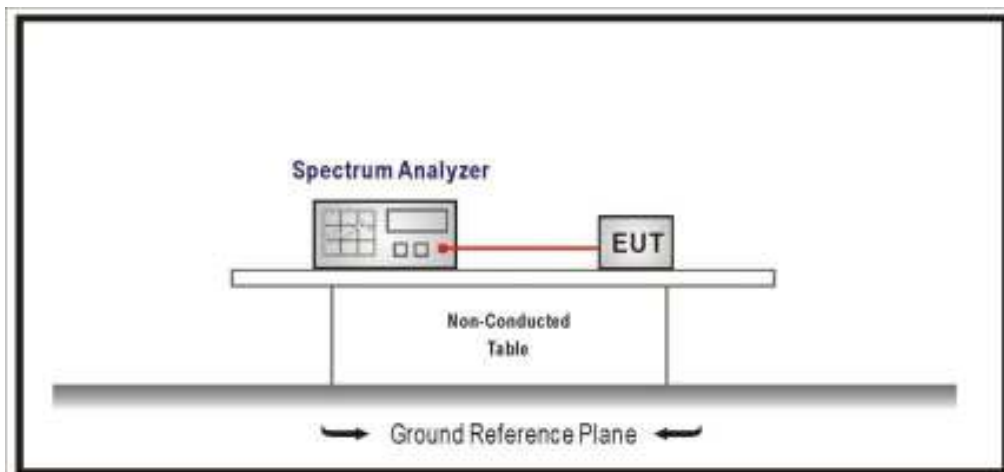 Spectrum Analyzer
EUT
Non-Conducted
Table
Ground Reference Plane